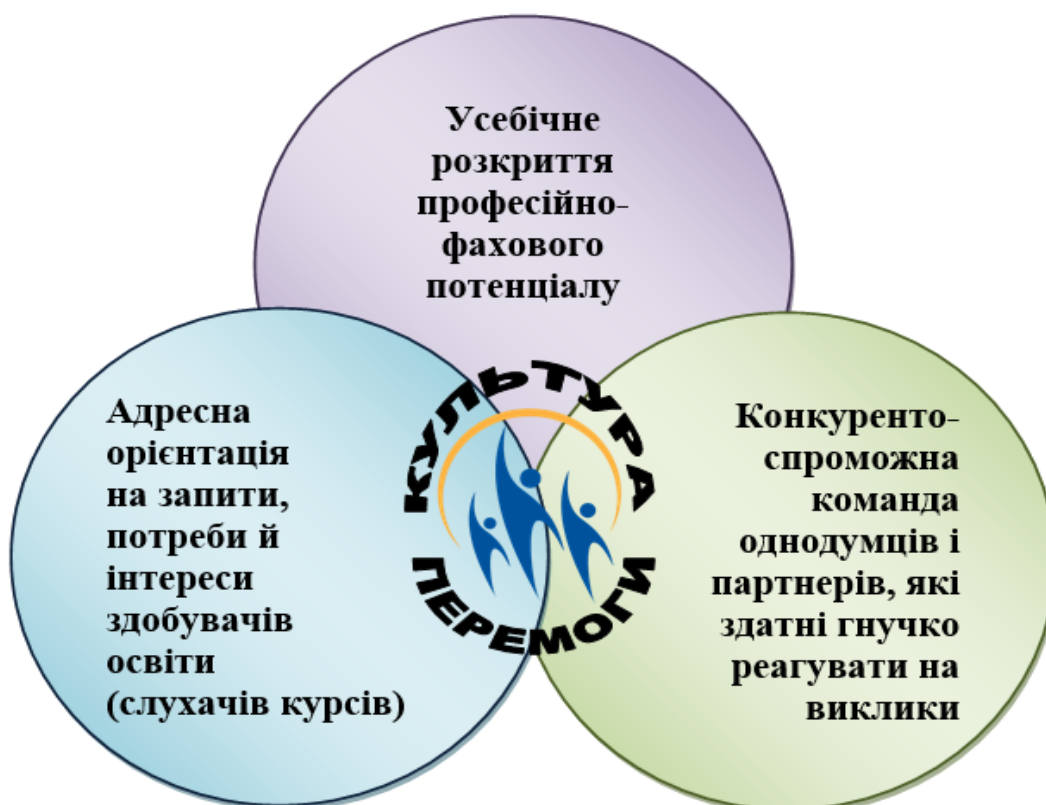 Усебічне
розкриття
професійно-
фахового
потенціалу
КУЛЬТУРА
ПЕРЕМОГИ
Адресна
орієнтація
на запити,
потреби й
інтереси
здобувачів
освіти
(слухачів курсів)
Конкуренто-
спроможна
команда
однодумців і
партнерів, які
здатні гнучко
реагувати на
виклики